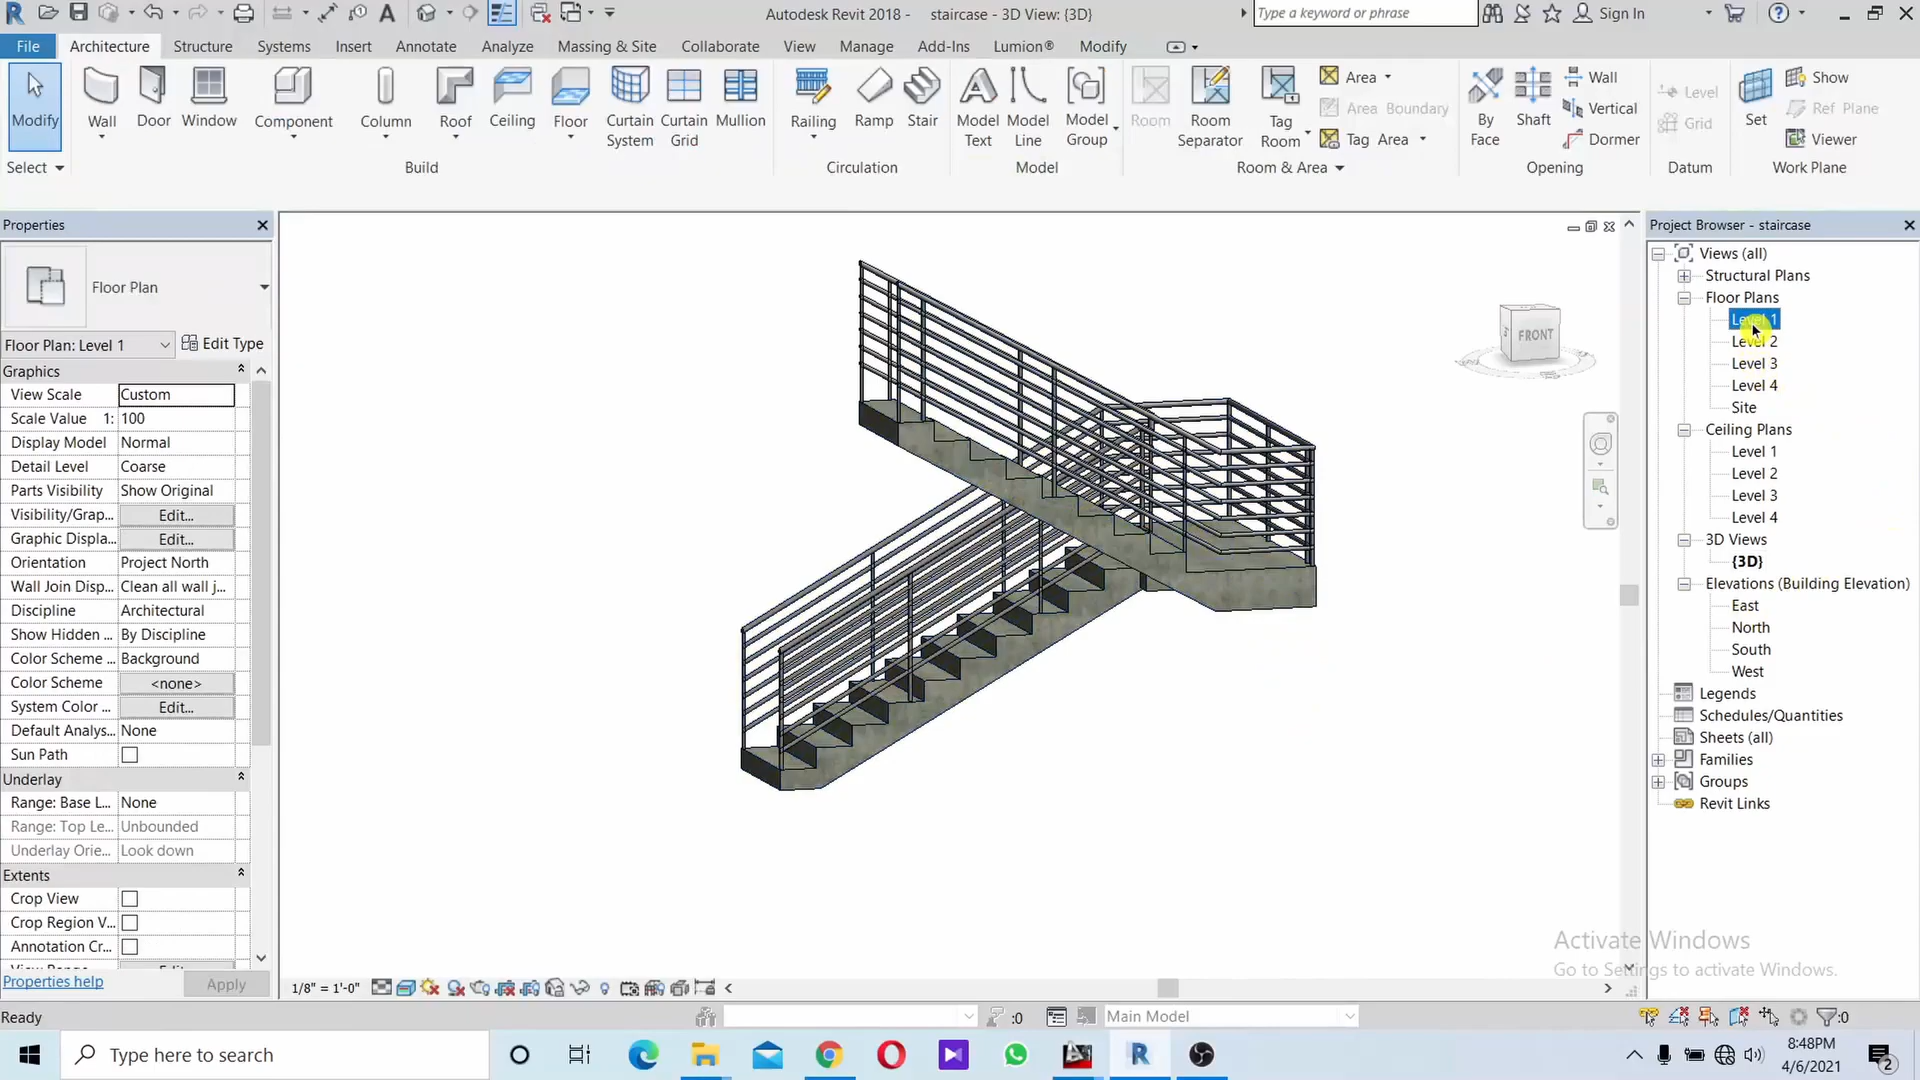 Autodesk Revit 2018 - staircase - 3D View: {3D}
Type a keyword or phrase
Sign In
File Architecture Structure Systems Insert Annotate Analyze Massing & Site Collaborate View Manage Add-Ins Lumion® Modify
Modify
Wall
Door
Window
Component
Column
Roof
Ceiling
Floor
Curtain System
Curtain Grid
Mullion
Railing
Ramp
Stair
Model Text
Model Line
Model Group
Room
Room Separator
Tag Room
Area
Area Boundary
Tag Area
By Face
Shaft
Wall
Vertical
Dormer
Level
Grid
Set
Show
Ref Plane
Viewer
Select
Build
Circulation
Model
Room & Area
Opening
Datum
Work Plane
Properties
Floor Plan
Floor Plan: Level 1
Edit Type
Graphics
View Scale Custom
Scale Value 1: 100
Display Model Normal
Detail Level Coarse
Parts Visibility Show Original
Visibility/Grap... Edit...
Graphic Displa... Edit...
Orientation Project North
Wall Join Disp... Clean all wall j...
Discipline Architectural
Show Hidden ... By Discipline
Color Scheme ... Background
Color Scheme <none>
System Color ... Edit...
Default Analys... None
Sun Path
Underlay
Range: Base L... None
Range: Top Le... Unbounded
Underlay Orie... Look down
Extents
Crop View
Crop Region V...
Annotation Cr...
Properties help
Apply
FRONT
Project Browser - staircase
Views (all)
Structural Plans
Floor Plans
Level 1
Level 2
Level 3
Level 4
Site
Ceiling Plans
Level 1
Level 2
Level 3
Level 4
3D Views
{3D}
Elevations (Building Elevation)
East
North
South
West
Legends
Schedules/Quantities
Sheets (all)
Families
Groups
Revit Links
Activate Windows
Go to Settings to activate Windows.
1/8" = 1'-0"
Ready
:0
Main Model
:0
Type here to search
8:48PM
4/6/2021
2